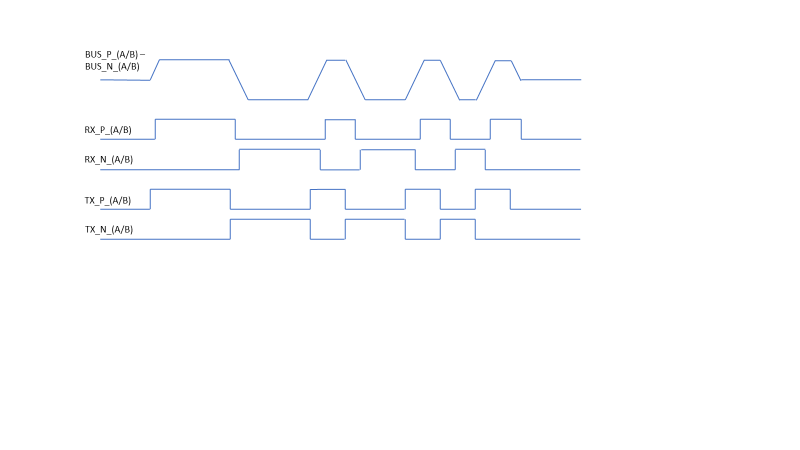 BUS_P_(A/B) –
BUS_N_(A/B)
RX_P_(A/B)
RX_N_(A/B)
TX_P_(A/B)
TX_N_(A/B)